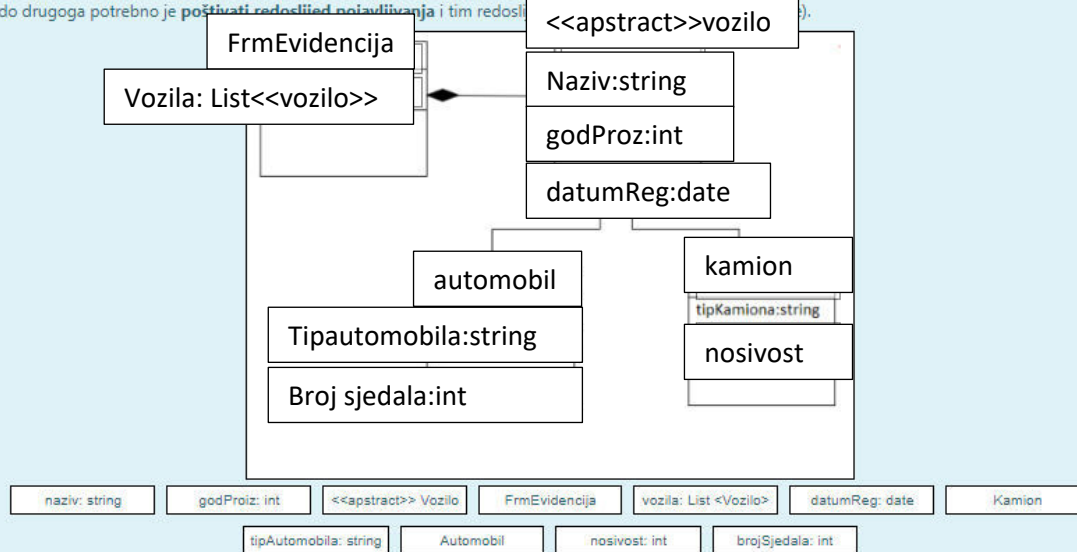 do drugoga potrebno je poštivati redoslijed pojavljivanja i tim redoslij
<<apstract>>vozilo
FrmEvidencija
Naziv:string
Vozila: List<<vozilo>>
godProz:int
datumReg:date
automobil
kamion
tipKamiona:string
Tipautomobila:string
nosivost
Broj sjedala:int
naziv: string
godProiz: int
<<apstract>> Vozilo
FrmEvidencija
vozila: List <Vozilo>
datumReg: date
Kamion
tipAutomobila: string
Automobil
nosivost: int
brojSjedala: int